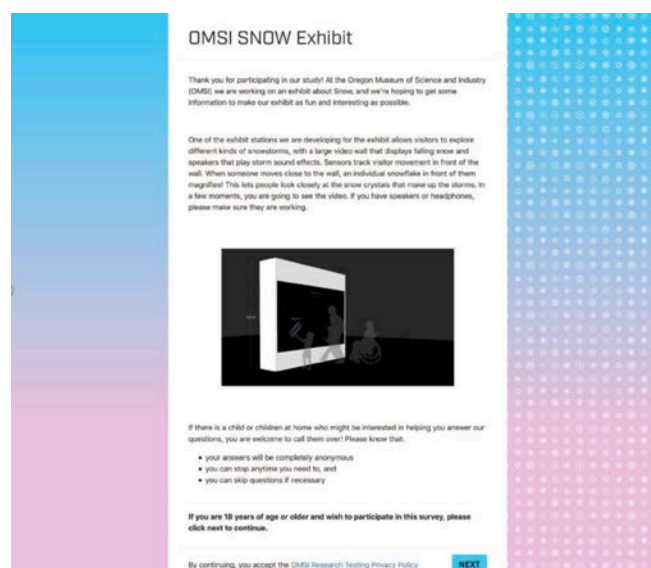 OMSI SNOW Exhibit
Thank you for participating in our study! At the Oregon Museum of Science and Industry
(OMSI) we are working on an exhibit about Snow, and we're hoping to get some
information to make our exhibit as fun and interesting as possible.
One of the exhibit stations we are developing for the exhibit allows visitors to explore
different kinds of snowstorms, with a large video wall that displays falling snow and
speakers that play storm sound effects. Sensors track visitor movement in front of the
wall. When someone moves close to the wall, an individual snowflake in front of them
magnifies! This lets people look closely at the snow crystals that make up the storms. In
a few moments, you are going to see the video. If you have speakers or headphones,
please make sure they are working.
If there is a child or children at home who might be interested in helping you answer our
questions, you are welcome to call them over! Please know that:
• your answers will be completely anonymous
• you can stop anytime you need to, and
• you can skip questions if necessary
If you are 18 years of age or older and wish to participate in this survey, please
click next to continue.
By continuing, you accept the OMSI Research Testing Privacy Policy
NEXT